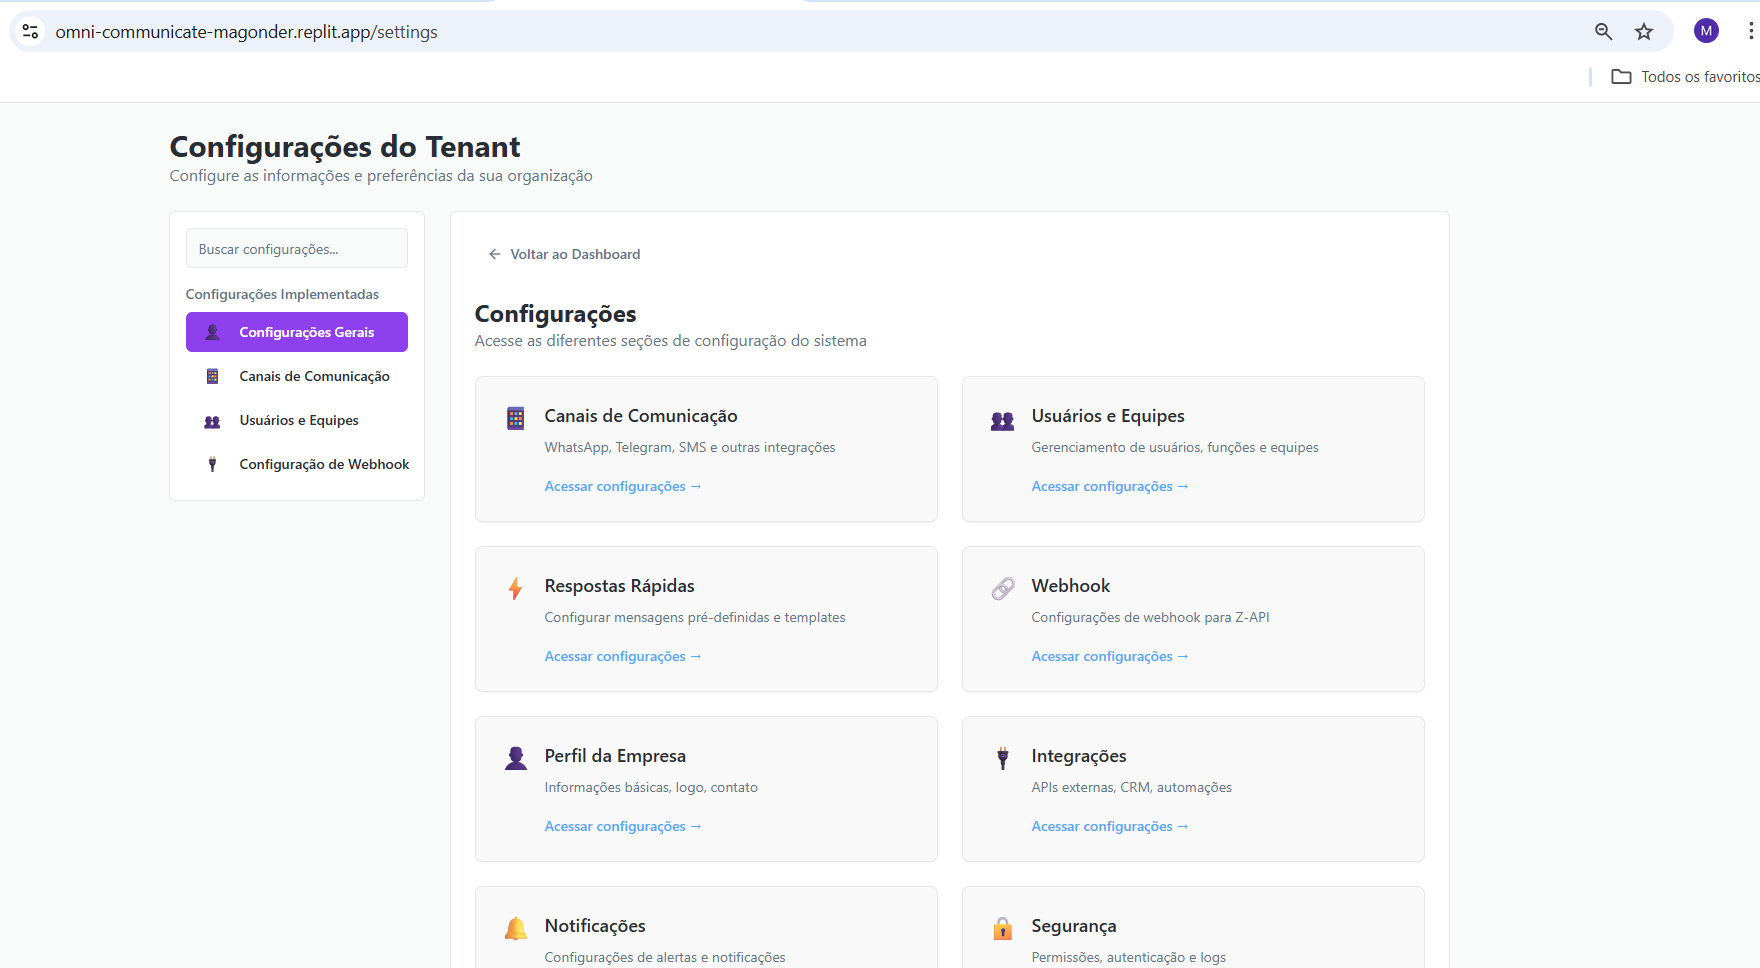 omni-communicate-magonder.replit.app/settings
M
Todos os favoritos
Configurações do Tenant
Configure as informações e preferências da sua organização
Buscar configurações...
Configurações Implementadas
Configurações Gerais
Canais de Comunicação
Usuários e Equipes
Configuração de Webhook
← Voltar ao Dashboard
Configurações
Acesse as diferentes seções de configuração do sistema
Canais de Comunicação
WhatsApp, Telegram, SMS e outras integrações
Acessar configurações →
Usuários e Equipes
Gerenciamento de usuários, funções e equipes
Acessar configurações →
Respostas Rápidas
Configurar mensagens pré-definidas e templates
Acessar configurações →
Webhook
Configurações de webhook para Z-API
Acessar configurações →
Perfil da Empresa
Informações básicas, logo, contato
Acessar configurações →
Integrações
APIs externas, CRM, automações
Acessar configurações →
Notificações
Configurações de alertas e notificações
Segurança
Permissões, autenticação e logs